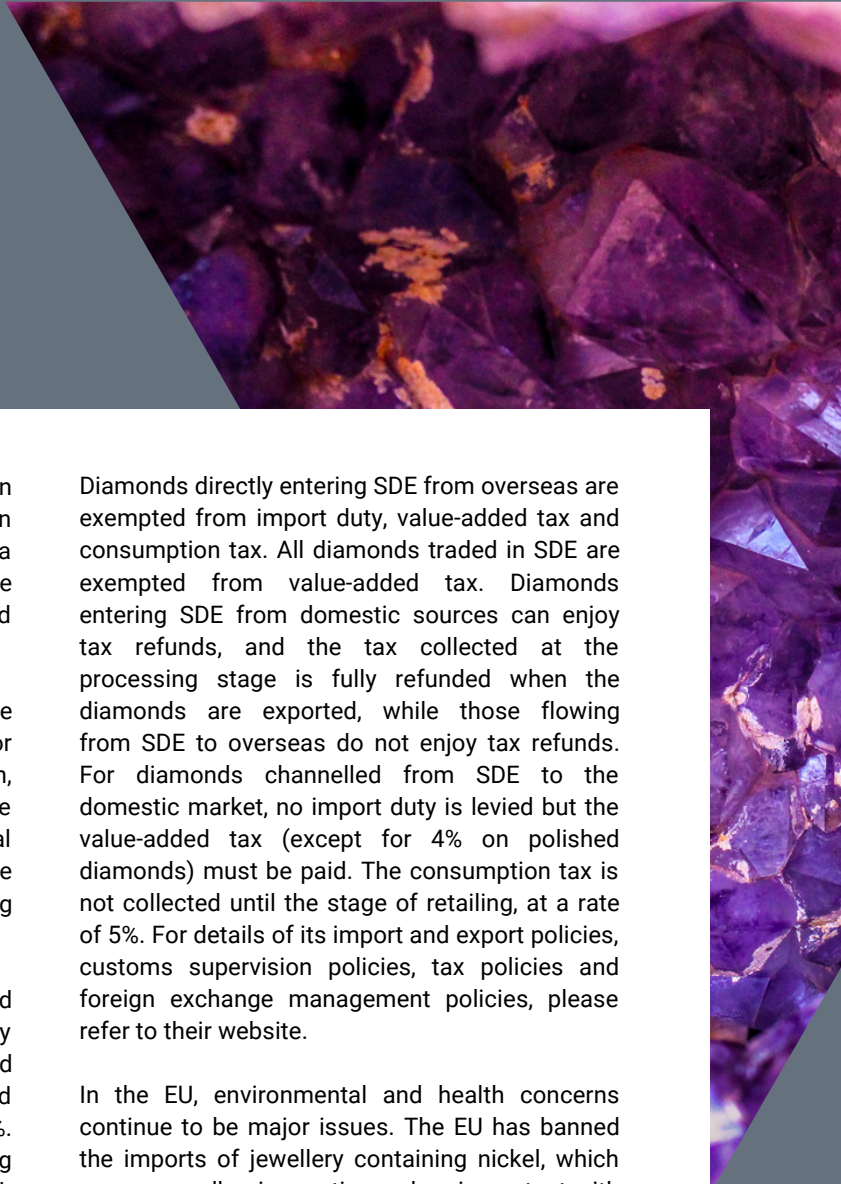 n
n
a
e
d
e
or
n,
e
al
e
g
d
y
d
d
%.
g
Diamonds directly entering SDE from overseas are
exempted from import duty, value-added tax and
consumption tax. All diamonds traded in SDE are
exempted from value-added tax. Diamonds
entering SDE from domestic sources can enjoy
tax refunds, and the tax collected at the
processing stage is fully refunded when the
diamonds are exported, while those flowing
from SDE to overseas do not enjoy tax refunds.
For diamonds channelled from SDE to the
domestic market, no import duty is levied but the
value-added tax (except for 4% on polished
diamonds) must be paid. The consumption tax is
not collected until the stage of retailing, at a rate
of 5%. For details of its import and export policies,
customs supervision policies, tax policies and
foreign exchange management policies, please
refer to their website.
In the EU, environmental and health concerns
continue to be major issues. The EU has banned
the imports of jewellery containing nickel, which